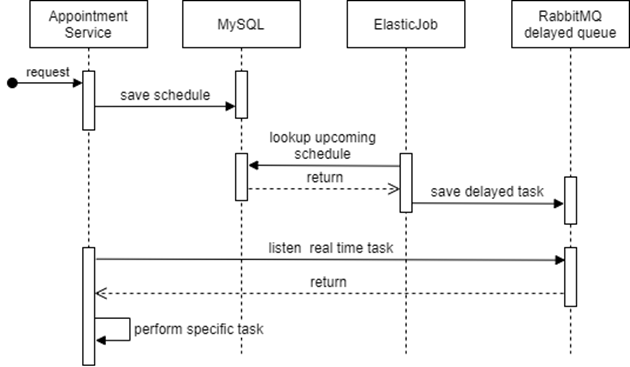 Appointment
Service
MySQL
ElasticJob
RabbitMQ
delayed queue
request
save schedule
lookup upcoming
schedule
return
save delayed task
listen real time task
return
perform specific task